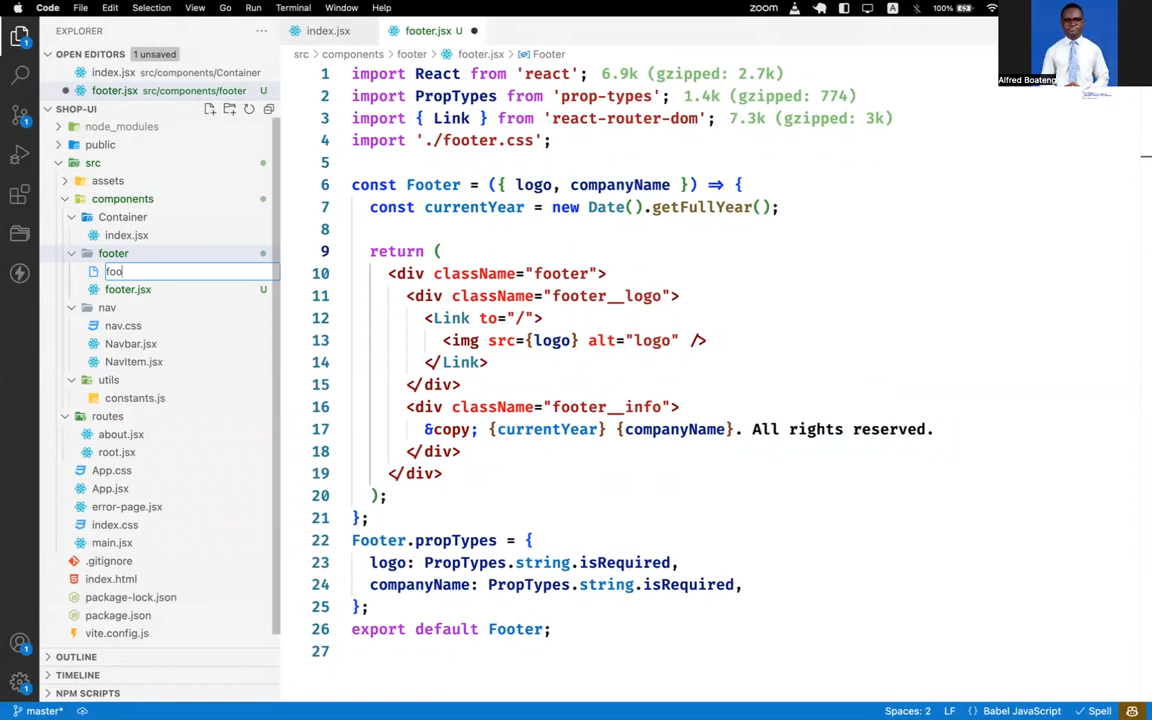 Code File Edit Selection View Go Run Terminal Window Help
zoom A 100%
Alfred Boateng
EXPLORER
OPEN EDITORS 1 unsaved
index.jsx src/components/Container
footer.jsx src/components/footer U
SHOP-UI
node_modules
public
src
assets
components
Container
index.jsx
footer
foo
footer.jsx U
nav
nav.css
Navbar.jsx
NavItem.jsx
utils
constants.js
routes
about.jsx
root.jsx
App.css
App.jsx
error-page.jsx
index.css
main.jsx
.gitignore
index.html
package-lock.json
package.json
vite.config.js
OUTLINE
TIMELINE
NPM SCRIPTS
index.jsx footer.jsx U
src components footer footer.jsx Footer
1 import React from 'react'; 6.9k (gzipped: 2.7k)
2 import PropTypes from 'prop-types'; 1.4k (gzipped: 774)
3 import { Link } from 'react-router-dom'; 7.3k (gzipped: 3k)
4 import './footer.css';
5
6 const Footer = ({ logo, companyName }) => {
7 const currentYear = new Date().getFullYear();
8
9 return (
10 <div className="footer">
11 <div className="footer__logo">
12 <Link to="/">
13 <img src={logo} alt="logo" />
14 </Link>
15 </div>
16 <div className="footer__info">
17 &copy; {currentYear} {companyName}. All rights reserved.
18 </div>
19 </div>
20 );
21 };
22 Footer.propTypes = {
23 logo: PropTypes.string.isRequired,
24 companyName: PropTypes.string.isRequired,
25 };
26 export default Footer;
27
1
1
1
master* Spaces: 2 LF {} Babel JavaScript Spell